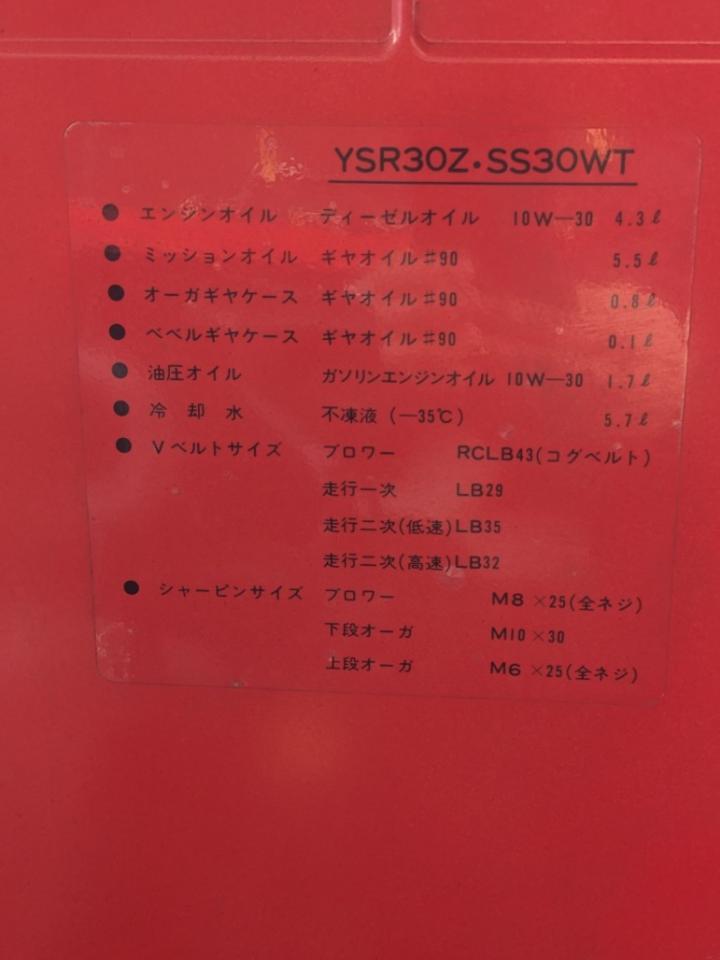 YSR30Z・SS30WT
● エンジンオイル ディーゼルオイル 10W―30 4.3ℓ
● ミッションオイル ギヤオイル♯90 5.5ℓ
● オーガギヤケース ギヤオイル♯90 0.8ℓ
● ベベルギヤケース ギヤオイル♯90 0.1ℓ
● 油圧オイル ガソリンエンジンオイル 10W―30 1.7ℓ
● 冷却水 不凍液(―35℃) 5.7ℓ
● Vベルトサイズ ブロワー RCLB43(コグベルト)
走行一次 LB29
走行二次(低速)LB35
走行二次(高速)LB32
● シャーピンサイズ ブロワー M8×25(全ネジ)
下段オーガ M10×30
上段オーガ M6×25(全ネジ)